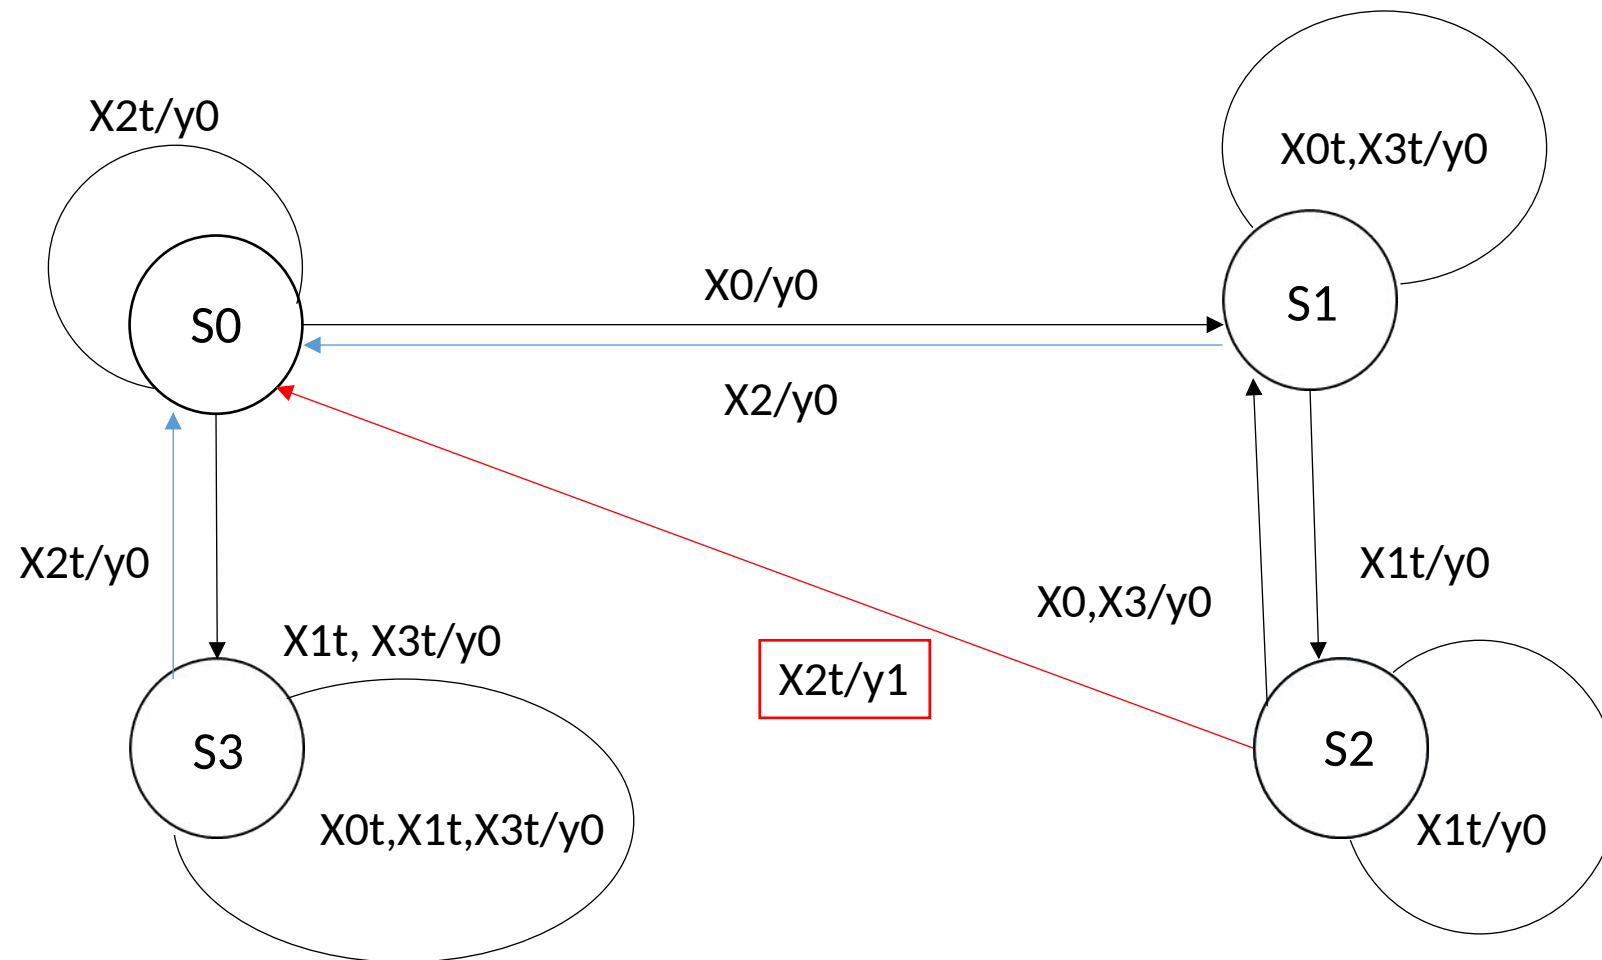 X2t/y0
X0t,X3t/y0
X0/y0
S1
S0
X2/y0
X2t/y0
X1t/y0
X0,X3/y0
X1t, X3t/y0
X2t/y1
S3
S2
X0t,X1t,X3t/y0
X1t/y0